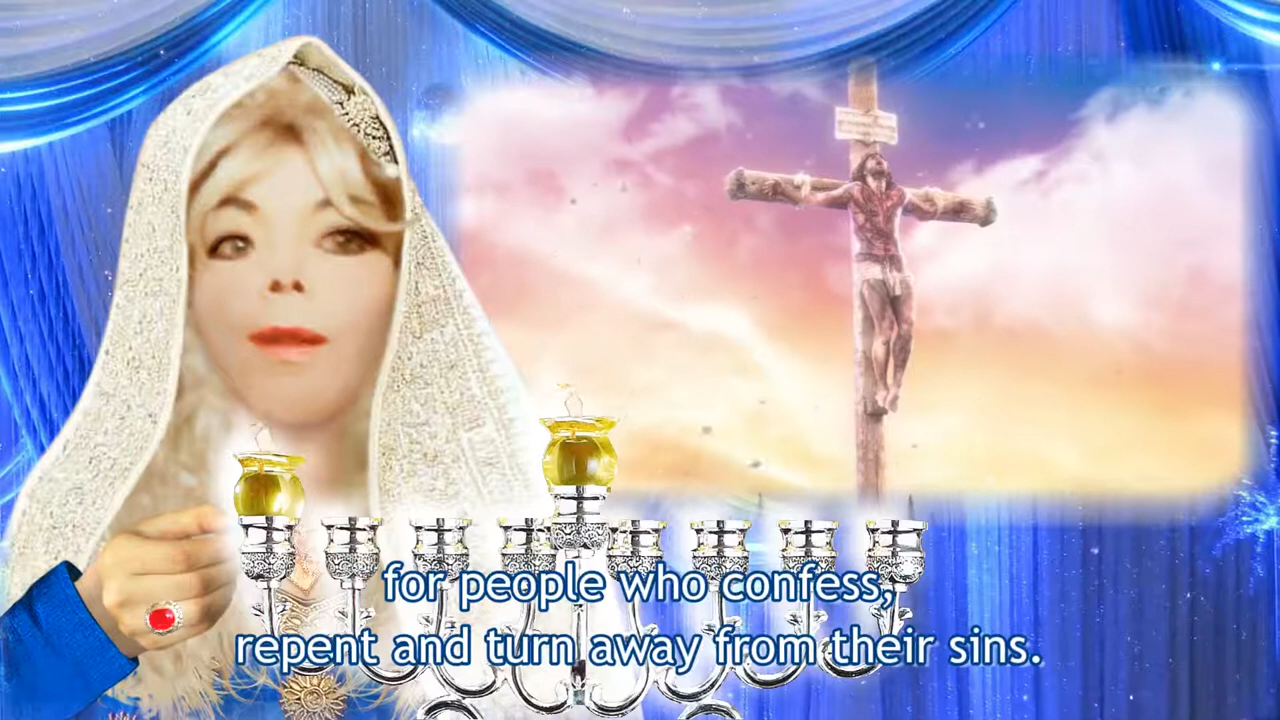 for people who confess,
repent and turn away from their sins.